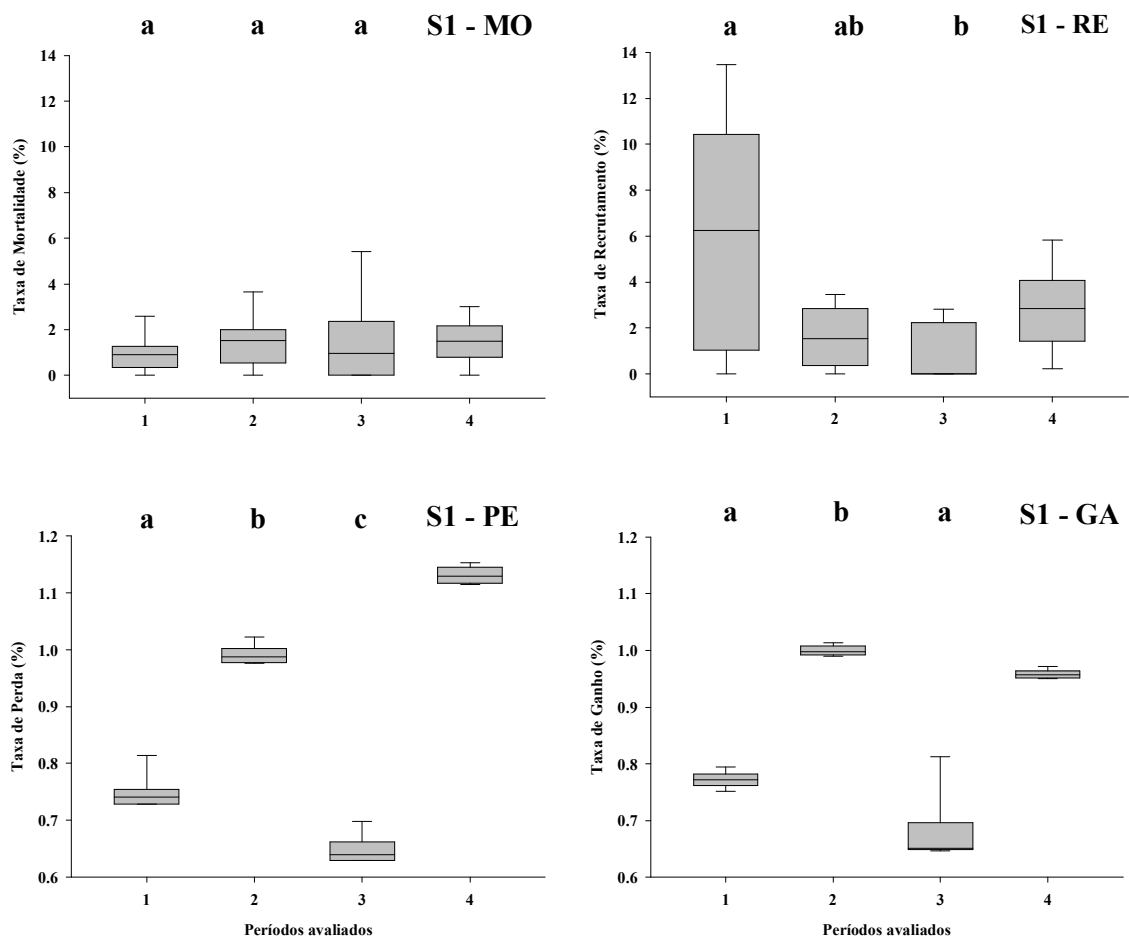 a a a S1 - MO
Taxa de Mortalidade (%)
14
12
10
8
6
4
2
0
1 2 3 4
a ab b S1 - RE
Taxa de Recrutamento (%)
14
12
10
8
6
4
2
0
1 2 3 4
a b c S1 - PE
Taxa de Perda (%)
1.2
1.1
1.0
0.9
0.8
0.7
0.6
1 2 3 4
Períodos avaliados
a b a S1 - GA
Taxa de Ganho (%)
1.2
1.1
1.0
0.9
0.8
0.7
0.6
1 2 3 4
Períodos avaliados